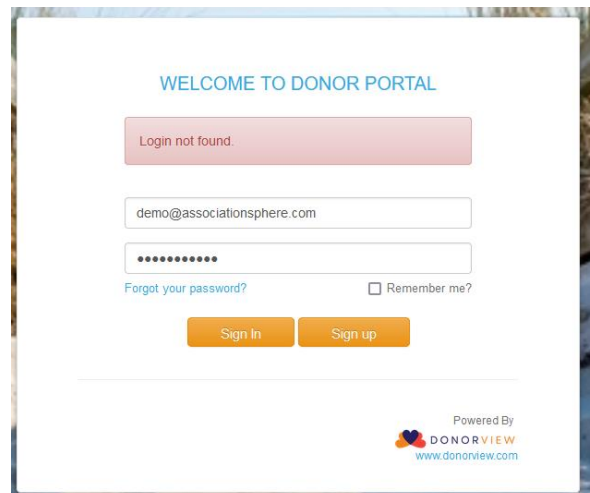 WELCOME TO DONOR PORTAL
Login not found.
demo@associationsphere.com
●●●●●●●●●●●
Forgot your password?
Remember me?
Sign In
Sign up
Powered By
DONORVIEW
www.donorview.com